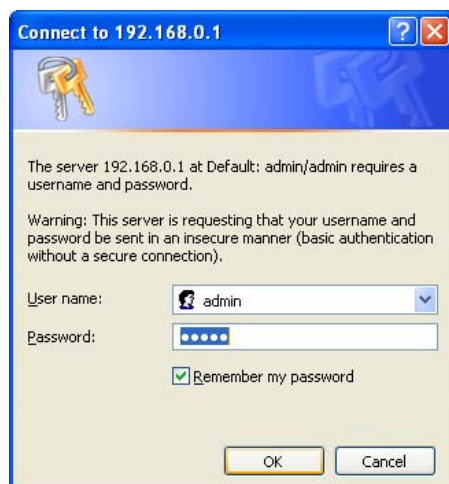 Connect to 192.168.0.1
The server 192.168.0.1 at Default: admin/admin requires a
username and password.
Warning: This server is requesting that your username and
password be sent in an insecure manner (basic authentication
without a secure connection).
User name:
admin
Password:
●●●●●
Remember my password
OK
Cancel